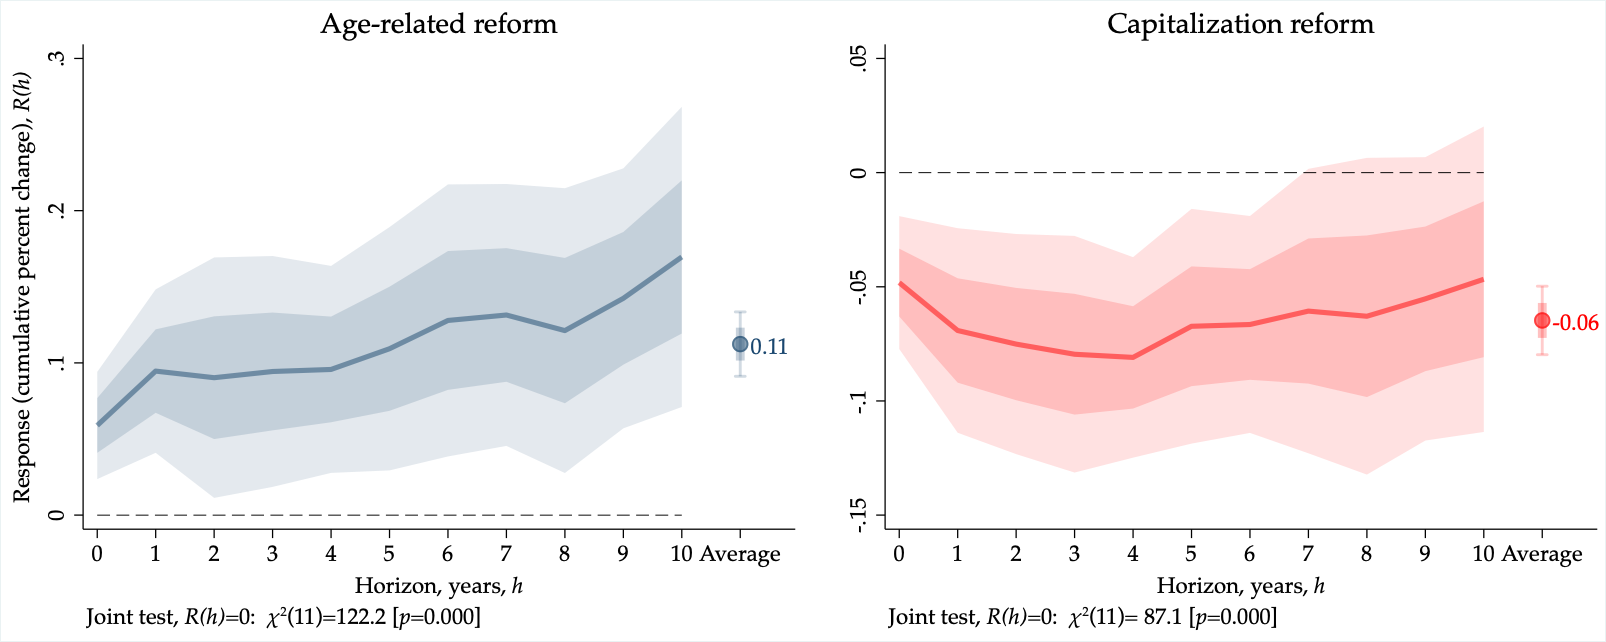 Age-related reform
Response (cumulative percent change), R(h)
.3
.2
.1
0
0 1 2 3 4 5 6 7 8 9 10 Average
0.11
Horizon, years, h
Joint test, R(h)=0: χ²(11)=122.2 [p=0.000]
Capitalization reform
.05
0
-.05
-.1
-.15
0 1 2 3 4 5 6 7 8 9 10 Average
-0.06
Horizon, years, h
Joint test, R(h)=0: χ²(11)= 87.1 [p=0.000]